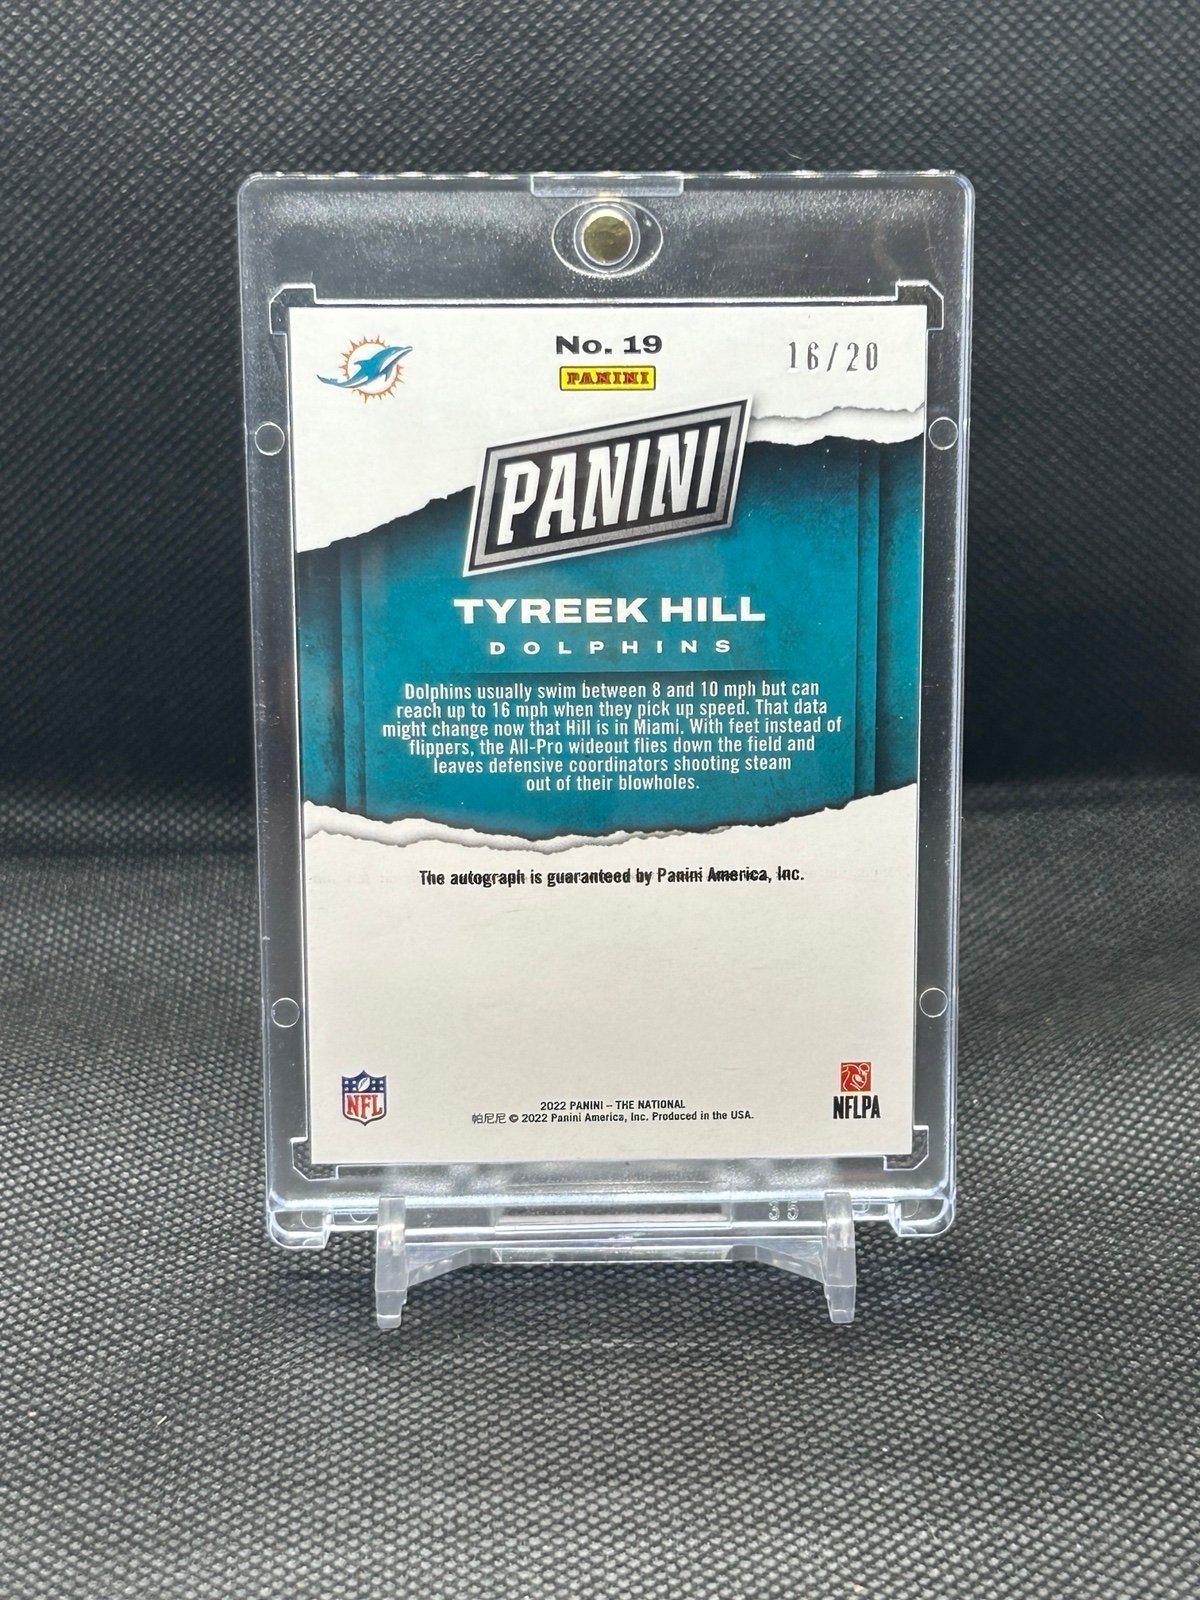 No. 19
16/20
PANINI
PANINI
TYREEK HILL
DOLPHINS
Dolphins usually swim between 8 and 10 mph but can
reach up to 16 mph when they pick up speed. That data
might change now that Hill is in Miami. With feet instead of
flippers, the All-Pro wideout flies down the field and
leaves defensive coordinators shooting steam
out of their blowholes.
The autograph is guaranteed by Panini America, Inc.
NFL
2022 PANINI – THE NATIONAL
帕尼尼 © 2022 Panini America, Inc. Produced in the USA.
NFLPA
35